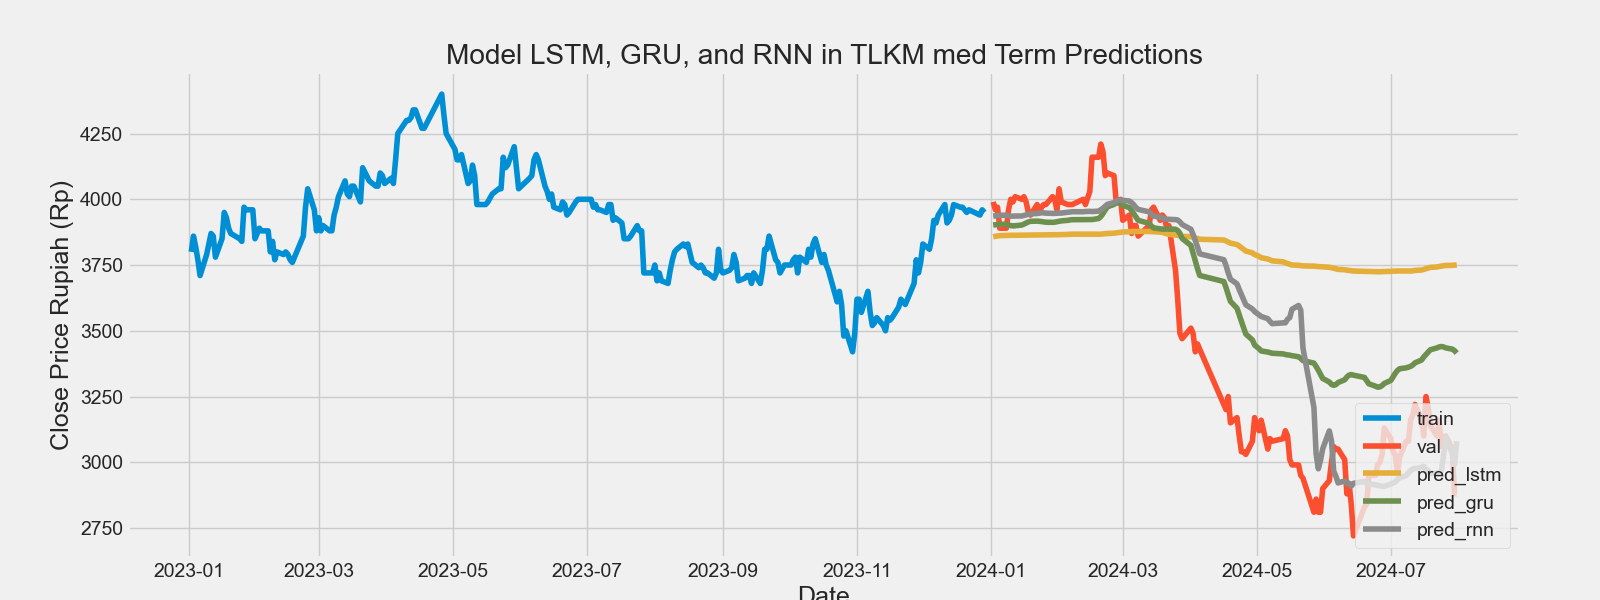 Model LSTM, GRU, and RNN in TLKM med Term Predictions
Close Price Rupiah (Rp)
4250
4000
3750
3500
3250
3000
2750
train
val
pred_lstm
pred_gru
pred_rnn
2023-01 2023-03 2023-05 2023-07 2023-09 2023-11 2024-01 2024-03 2024-05 2024-07
Date